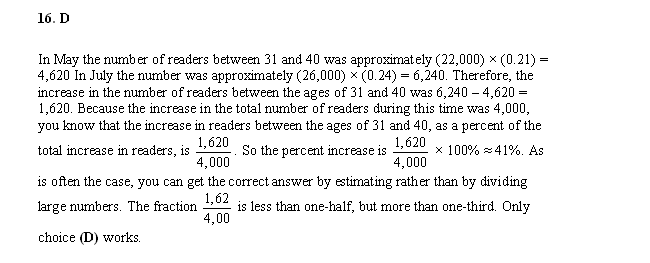 16. D
In May the number of readers between 31 and 40 was approximately (22,000) × (0.21) =
4,620 In July the number was approximately (26,000) × (0.24) = 6,240. Therefore, the
increase in the number of readers between the ages of 31 and 40 was 6,240 – 4,620 =
1,620. Because the increase in the total number of readers during this time was 4,000,
you know that the increase in readers between the ages of 31 and 40, as a percent of the
total increase in readers, is 1,620/4,000. So the percent increase is 1,620/4,000 × 100% ≈ 41%. As
is often the case, you can get the correct answer by estimating rather than by dividing
large numbers. The fraction 1,62/4,00 is less than one-half, but more than one-third. Only
choice (D) works.